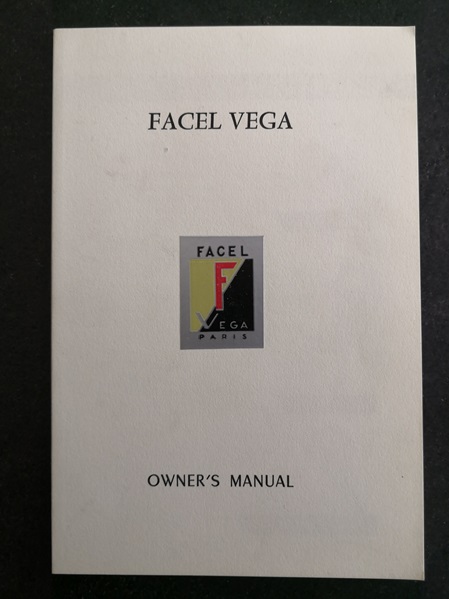 FACEL VEGA
FACEL
F
VEGA
PARIS
OWNER'S MANUAL